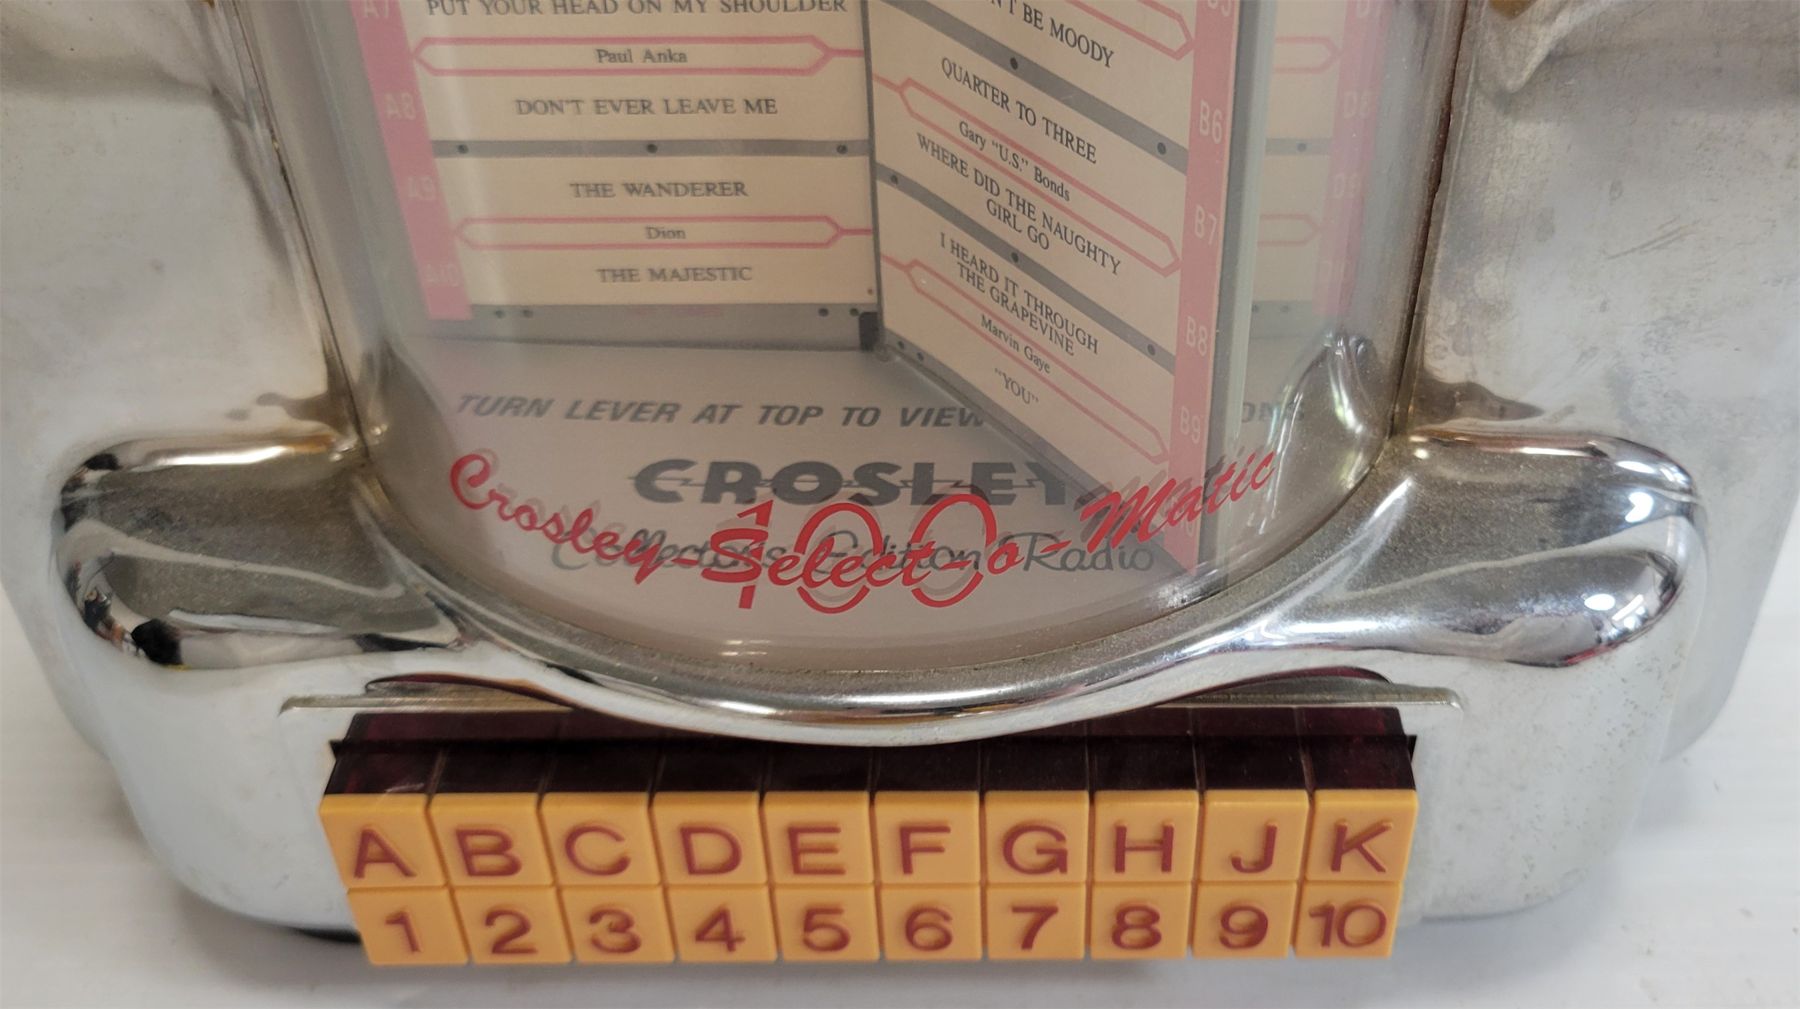 A7
PUT YOUR HEAD ON MY SHOULDER
Paul Anka
A8
DON'T EVER LEAVE ME
A9
THE WANDERER
Dion
A10
THE MAJESTIC
BE MOODY
QUARTER TO THREE
B6
Gary "U.S." Bonds
WHERE DID THE NAUGHTY
GIRL GO
B7
I HEARD IT THROUGH
THE GRAPEVINE
B8
Marvin Gaye
"YOU"
B9
D8
TURN LEVER AT TOP TO VIEW
CROSLEY
Collector's Edition Radio
Crosley-Select-o-Matic
100
A B C D E F G H J K
1 2 3 4 5 6 7 8 9 10